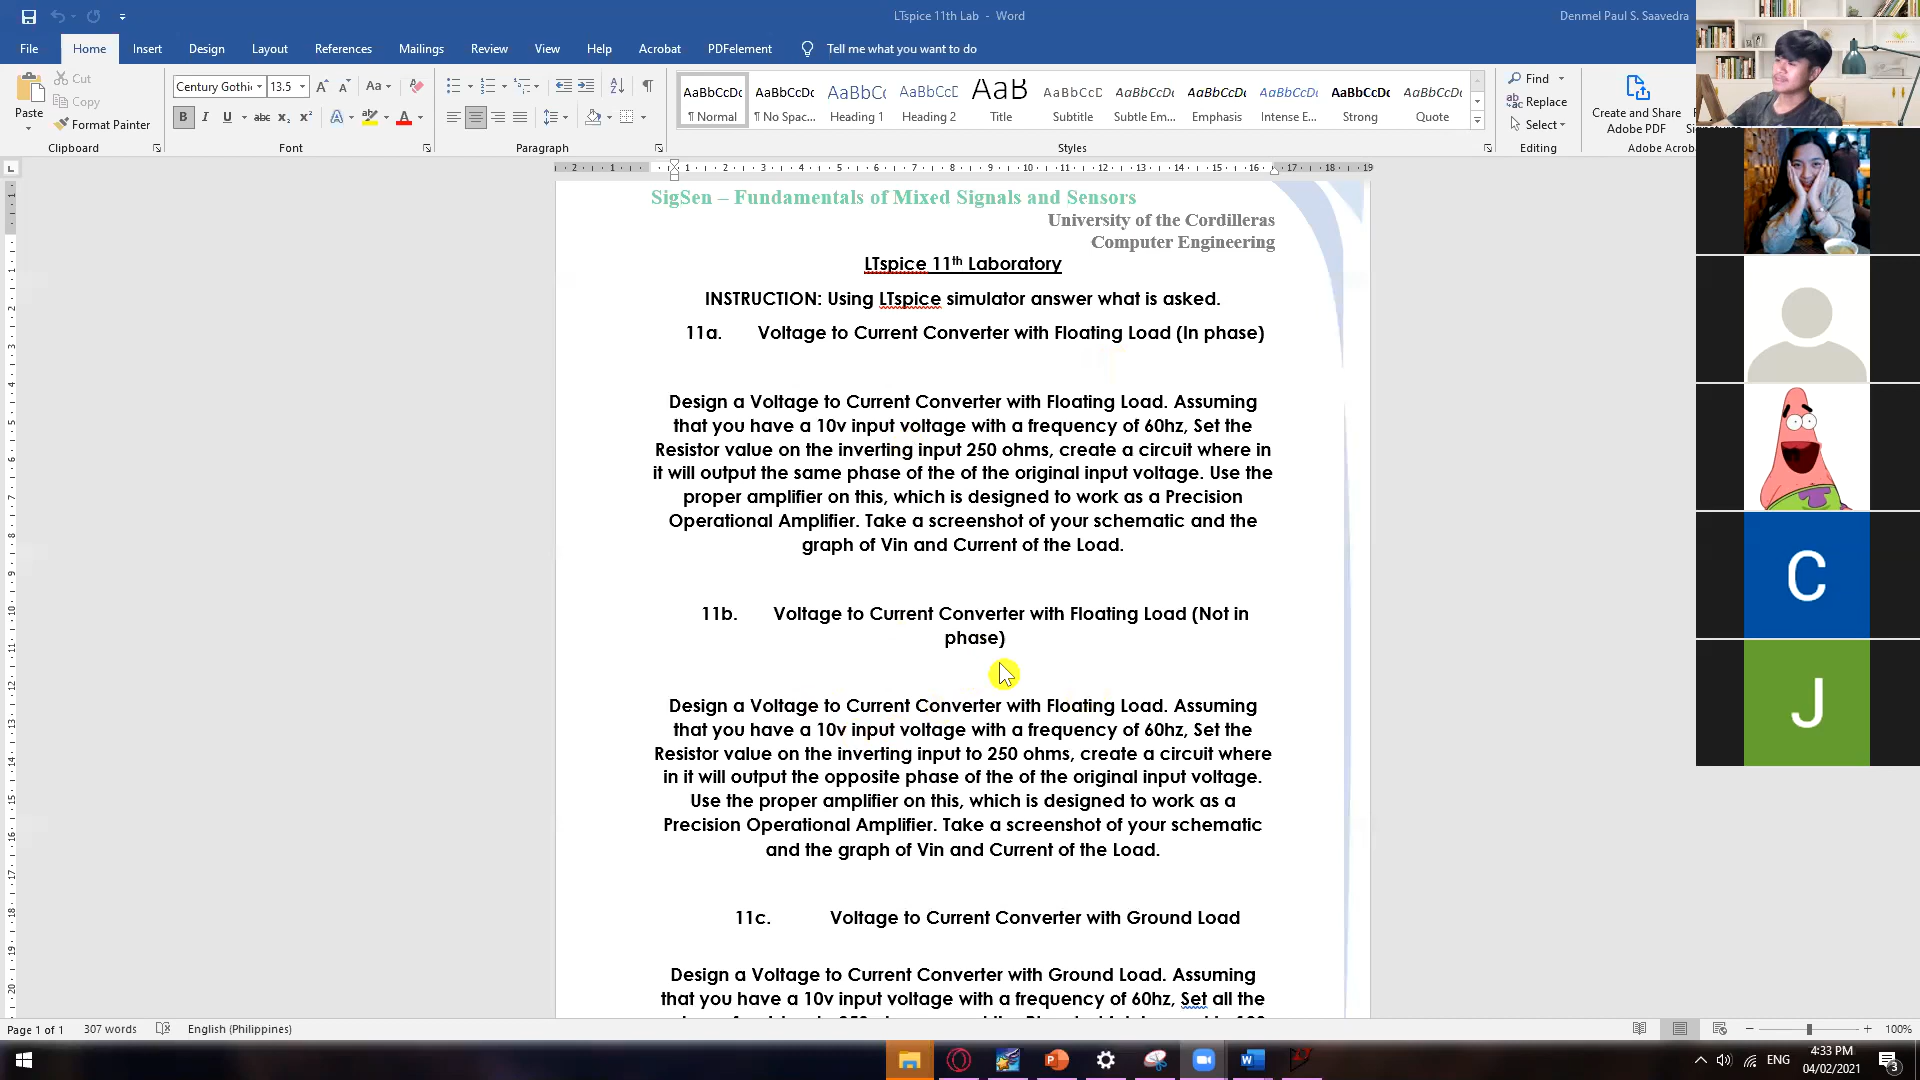 LTspice 11th Lab - Word
Denmel Paul S. Saavedra
File Home Insert Design Layout References Mailings Review View Help Acrobat PDFelement Tell me what you want to do
Paste
Cut
Copy
Format Painter
Clipboard
Century Gothic 13.5
Font
Paragraph
AaBbCcDc
¶ Normal
AaBbCcDc
¶ No Spac...
AaBbCc
Heading 1
AaBbCcD
Heading 2
AaB
Title
AaBbCcD
Subtitle
AaBbCcDc
Subtle Em...
AaBbCcDc
Emphasis
AaBbCcDc
Intense E...
AaBbCcDc
Strong
AaBbCcDc
Quote
Styles
Find
Replace
Select
Editing
Create and Share
Adobe PDF
Adobe Acrobat
SigSen – Fundamentals of Mixed Signals and Sensors
University of the Cordilleras
Computer Engineering
LTspice 11th Laboratory
INSTRUCTION: Using LTspice simulator answer what is asked.
11a. Voltage to Current Converter with Floating Load (In phase)
Design a Voltage to Current Converter with Floating Load. Assuming
that you have a 10v input voltage with a frequency of 60hz, Set the
Resistor value on the inverting input 250 ohms, create a circuit where in
it will output the same phase of the of the original input voltage. Use the
proper amplifier on this, which is designed to work as a Precision
Operational Amplifier. Take a screenshot of your schematic and the
graph of Vin and Current of the Load.
11b. Voltage to Current Converter with Floating Load (Not in
phase)
Design a Voltage to Current Converter with Floating Load. Assuming
that you have a 10v input voltage with a frequency of 60hz, Set the
Resistor value on the inverting input to 250 ohms, create a circuit where
in it will output the opposite phase of the of the original input voltage.
Use the proper amplifier on this, which is designed to work as a
Precision Operational Amplifier. Take a screenshot of your schematic
and the graph of Vin and Current of the Load.
11c. Voltage to Current Converter with Ground Load
Design a Voltage to Current Converter with Ground Load. Assuming
that you have a 10v input voltage with a frequency of 60hz, Set all the
C
J
Page 1 of 1 307 words English (Philippines)
100%
ENG
4:33 PM
04/02/2021
3